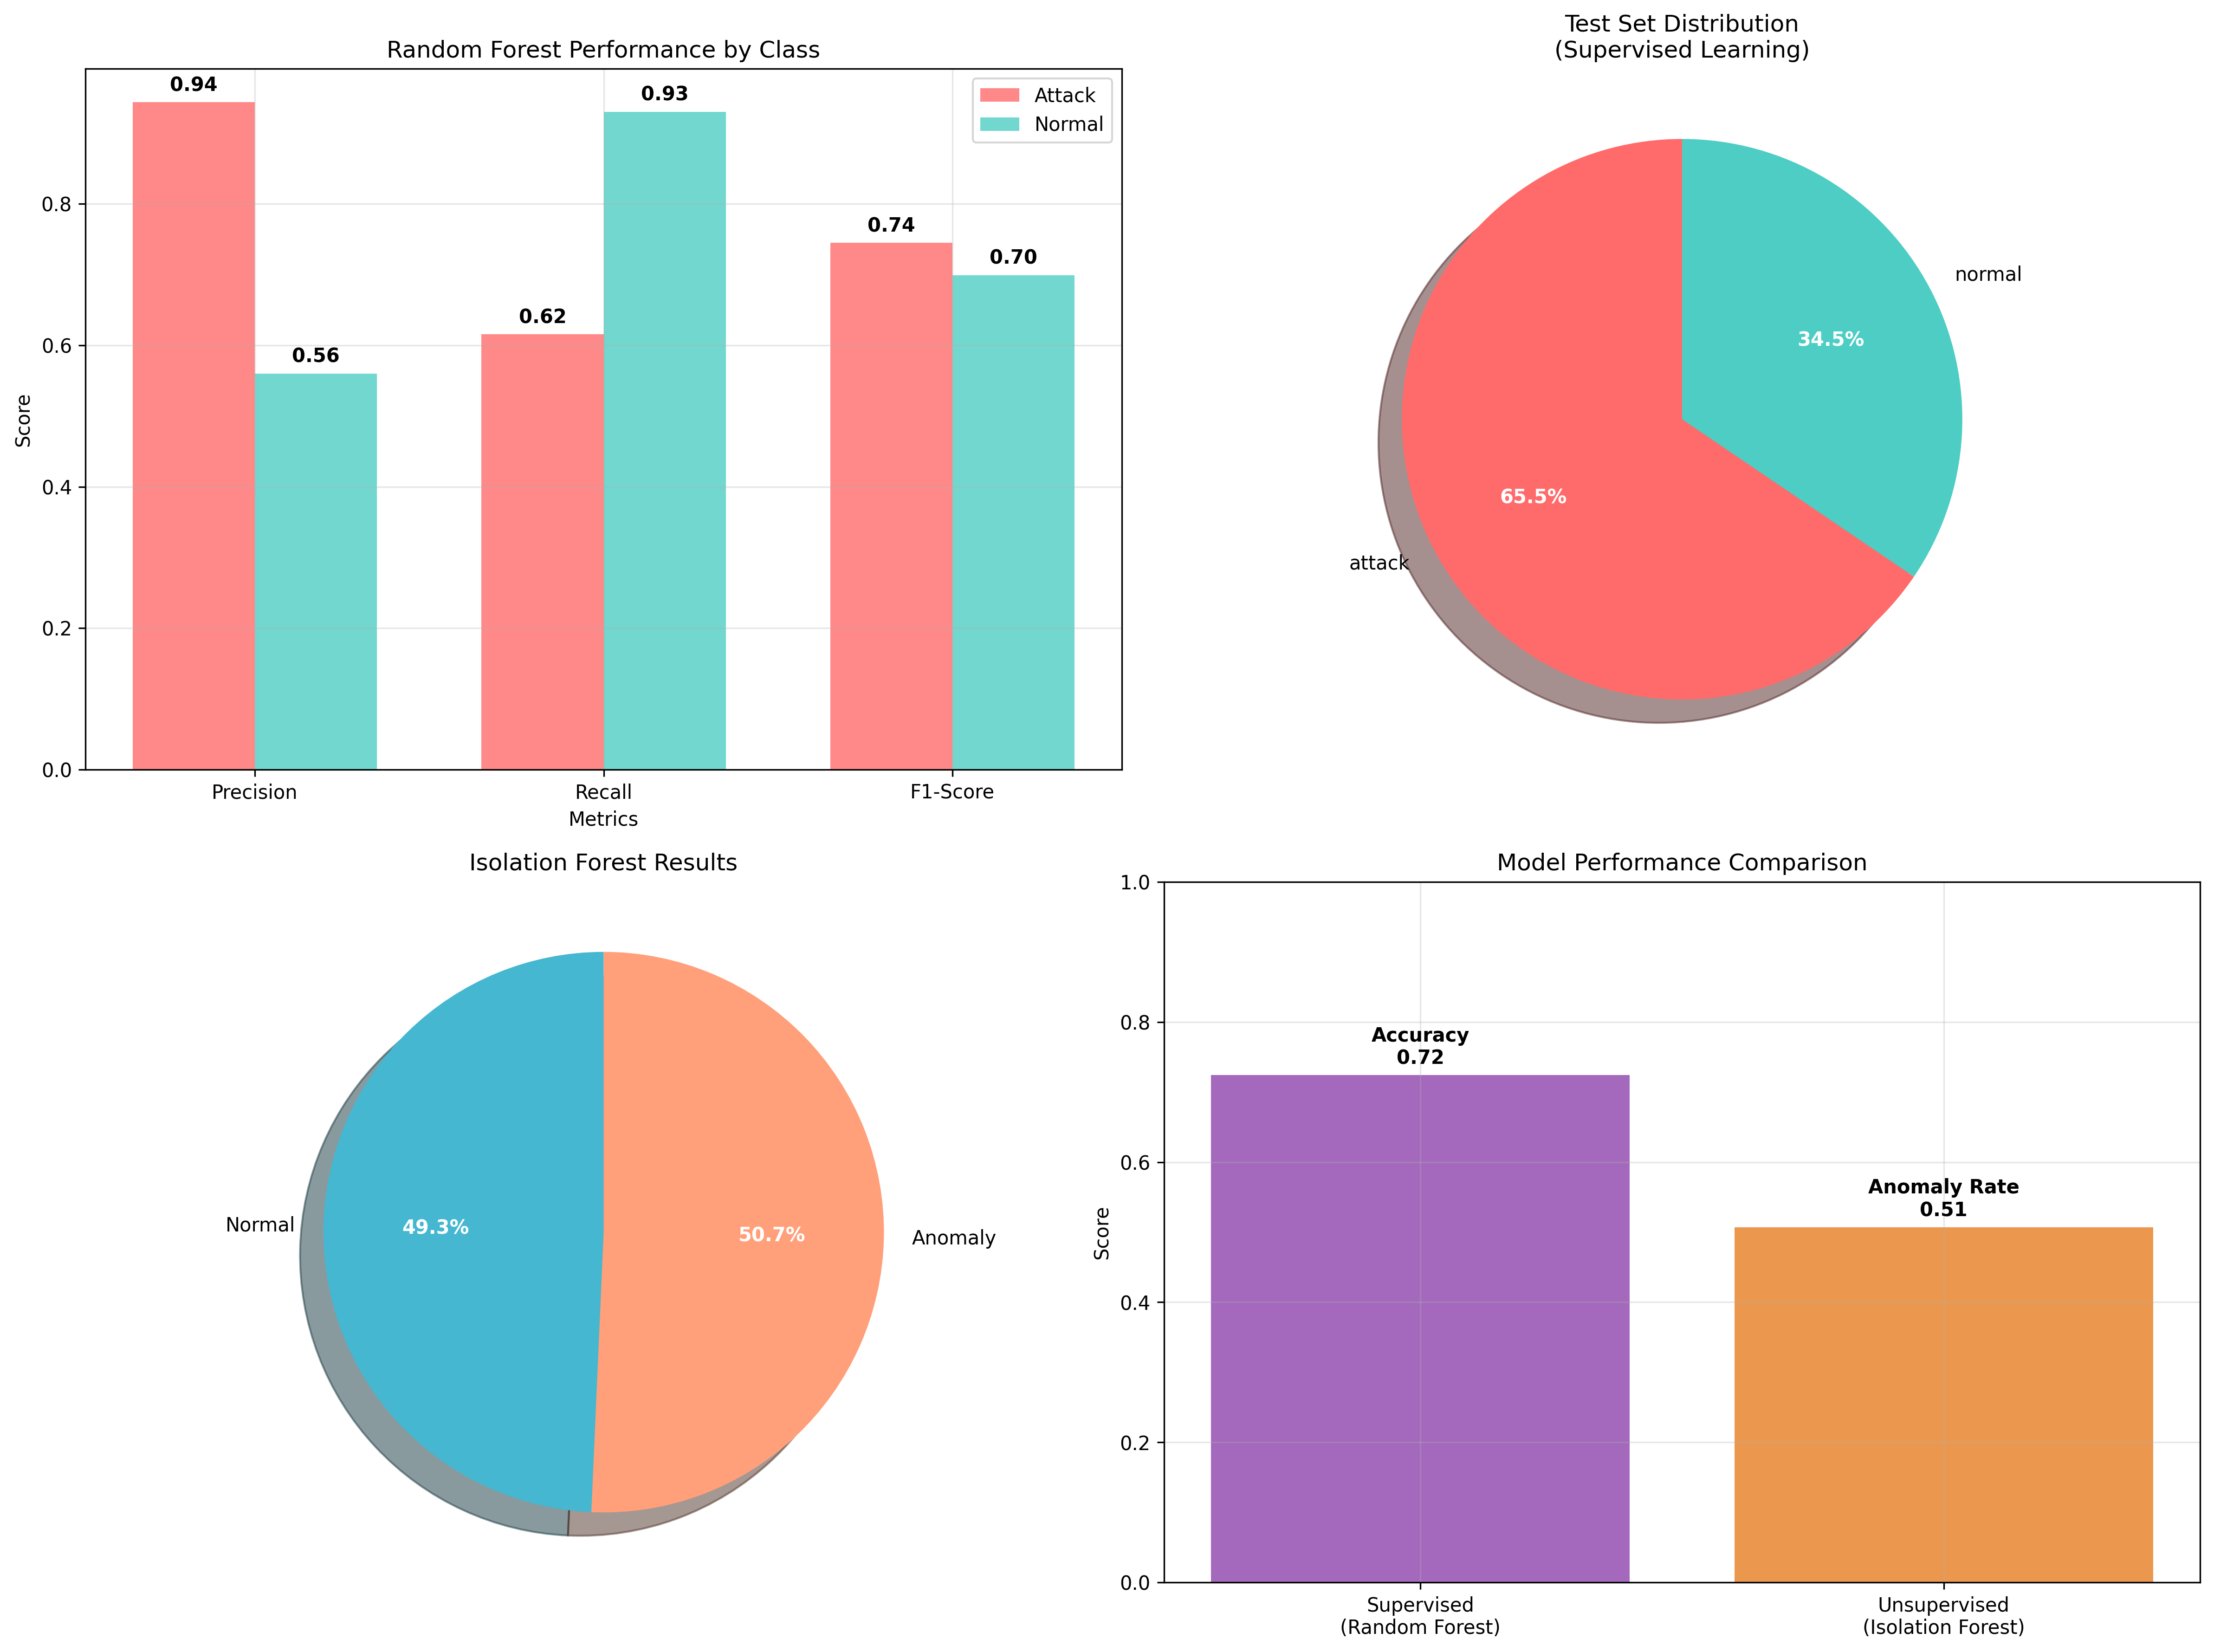 Random Forest Performance by Class
0.94
0.93
Attack
Normal
0.8
0.74
0.70
0.62
0.6
0.56
Score
0.4
0.2
0.0
Precision
Recall
F1-Score
Metrics
Test Set Distribution
(Supervised Learning)
normal
34.5%
65.5%
attack
Isolation Forest Results
Normal
49.3%
50.7%
Anomaly
Model Performance Comparison
1.0
0.8
Accuracy
0.72
0.6
Anomaly Rate
0.51
Score
0.4
0.2
0.0
Supervised
(Random Forest)
Unsupervised
(Isolation Forest)